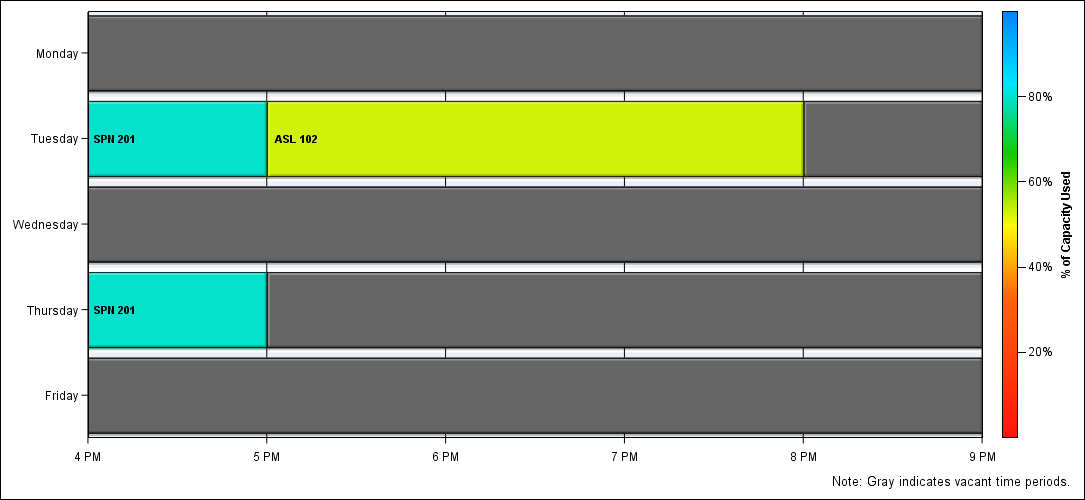 Monday
Tuesday
SPN 201
ASL 102
Wednesday
Thursday
SPN 201
Friday
4 PM
5 PM
6 PM
7 PM
8 PM
9 PM
80%
60%
40%
20%
% of Capacity Used
Note: Gray indicates vacant time periods.